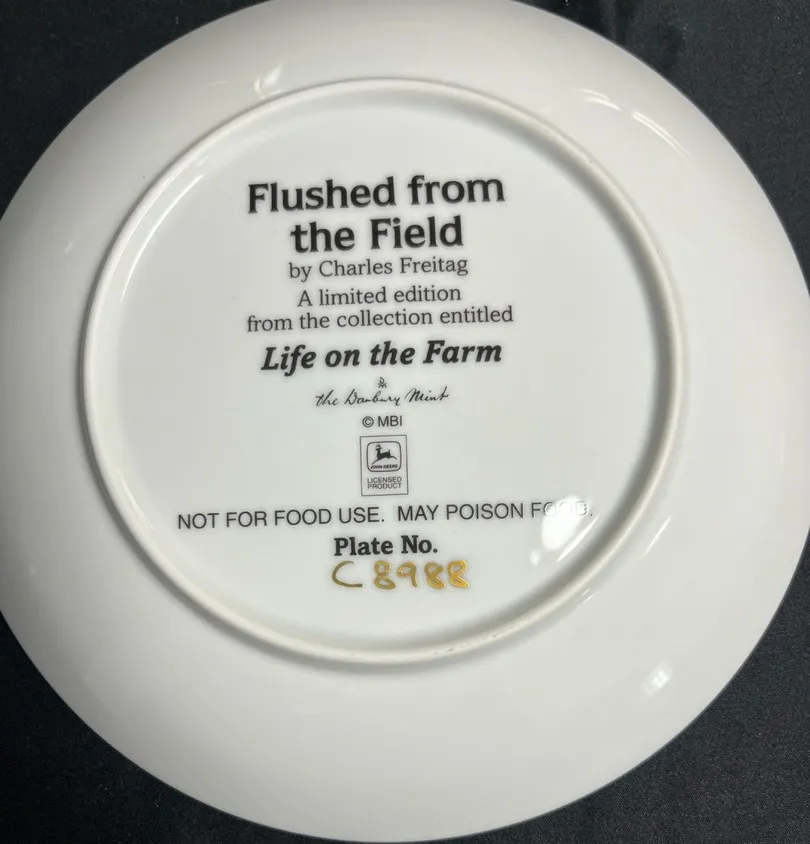 Flushed from
the Field
by Charles Freitag
A limited edition
from the collection entitled
Life on the Farm
the Danbury Mint
© MBI
JOHN DEERE
LICENSED
PRODUCT
NOT FOR FOOD USE. MAY POISON FOOD.
Plate No.
C 8988